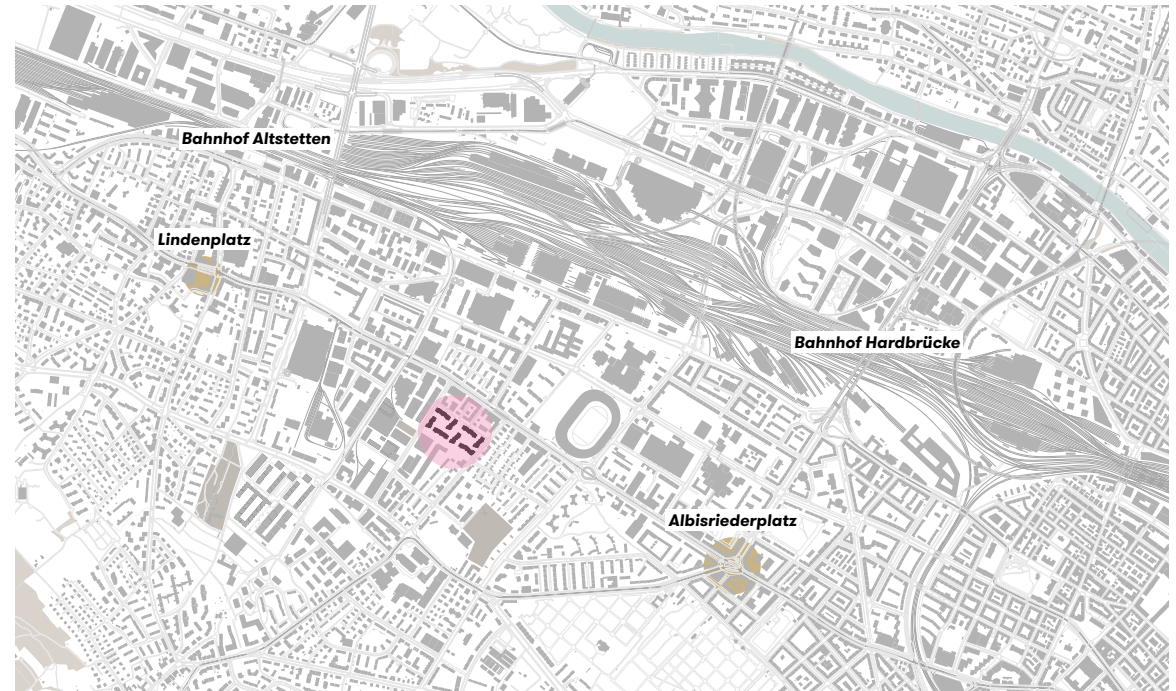 Bahnhof Altstetten
Lindenplatz
Bahnhof Hardbrücke
Albisriederplatz